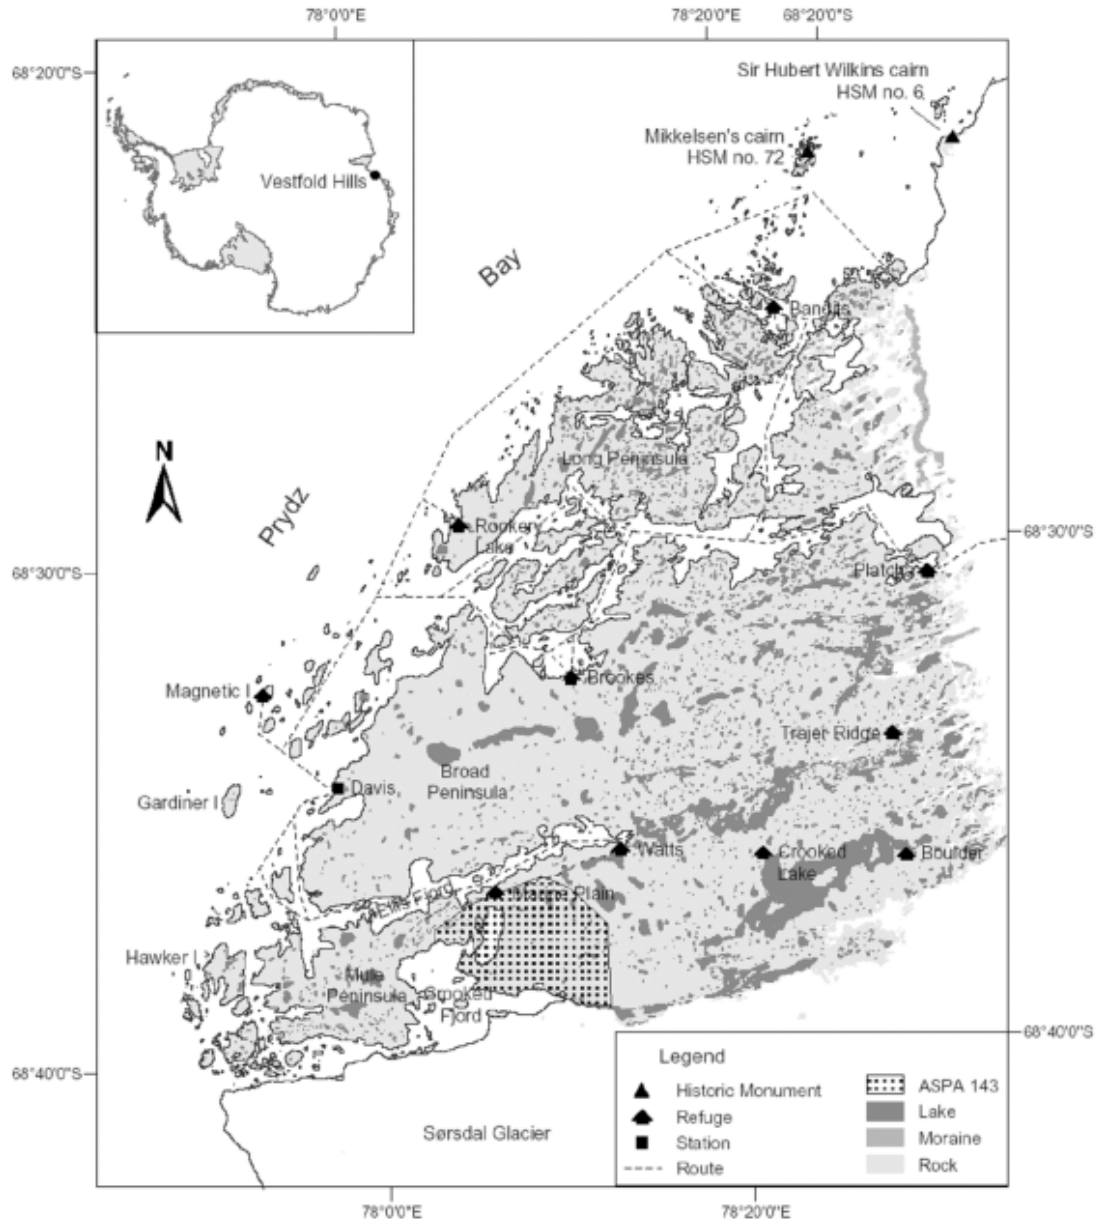 78°0'0"E
78°20'0"E
68°20'0"S
68°20'0"S
Sir Hubert Wilkins cairn
HSM no. 6
Mikkelsen's cairn
HSM no. 72
Vestfold Hills
Bay
Bandits
N
Long Peninsula
Prydz
Rookery
Lake
68°30'0"S
68°30'0"S
Platcha
Magnetic I
Brookes
Trajer Ridge
Broad
Peninsula
Davis
Gardiner I
Watts
Crooked
Lake
Boulder
Ellis Fjord
Marine Plain
Hawker I
Mule
Peninsula
Crooked
Fjord
68°40'0"S
68°40'0"S
Sørsdal Glacier
Legend
Historic Monument
Refuge
Station
Route
ASPA 143
Lake
Moraine
Rock
78°0'0"E
78°20'0"E